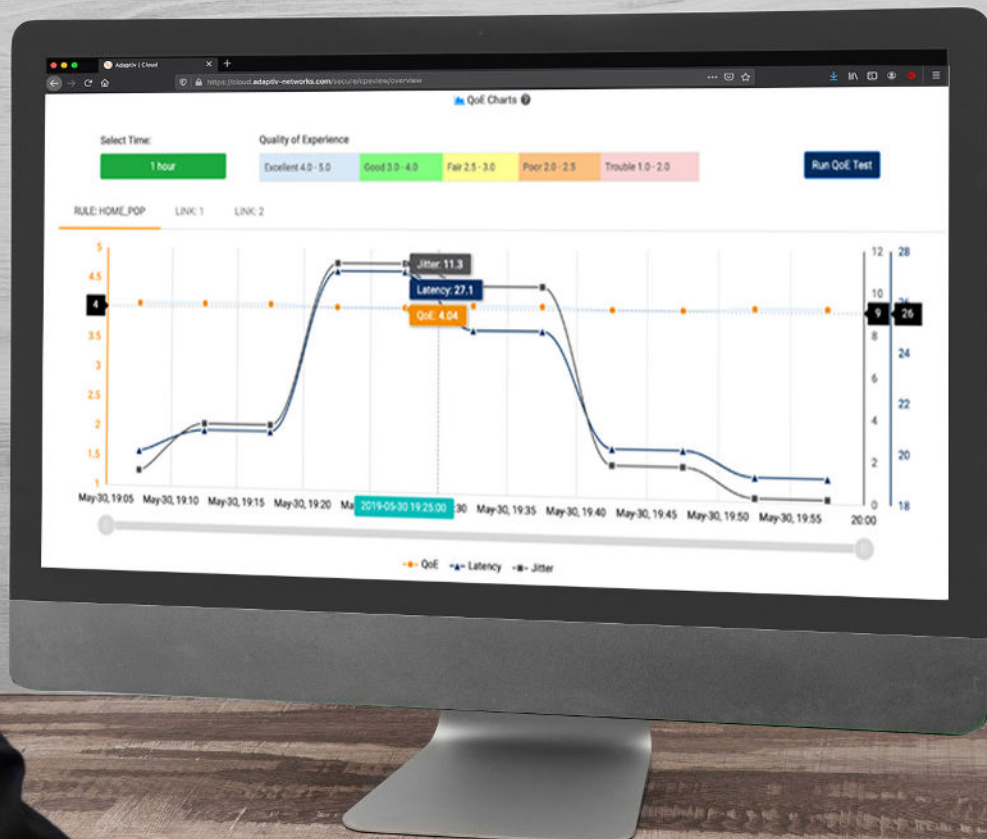 Adaptiv | Cloud
https://cloud.adaptiv-networks.com/secure/cpeview/overview
QoE Charts
Select Time:
Quality of Experience
1 hour
Excellent 4.0 - 5.0
Good 3.0 - 4.0
Fair 2.5 - 3.0
Poor 2.0 - 2.5
Trouble 1.0 - 2.0
Run QoE Test
RULE: HOME_POP
LINK: 1
LINK: 2
5
4.5
4
3.5
3
2.5
2
1.5
1
Jitter: 11.3
Latency: 27.1
QoE: 4.04
12
10
9
8
6
4
2
0
28
26
24
22
20
18
May-30, 19:05
May-30, 19:10
May-30, 19:15
May-30, 19:20
Ma
2019-05-30 19:25:00
:30
May-30, 19:35
May-30, 19:40
May-30, 19:45
May-30, 19:50
May-30, 19:55
20:00
QoE
Latency
Jitter